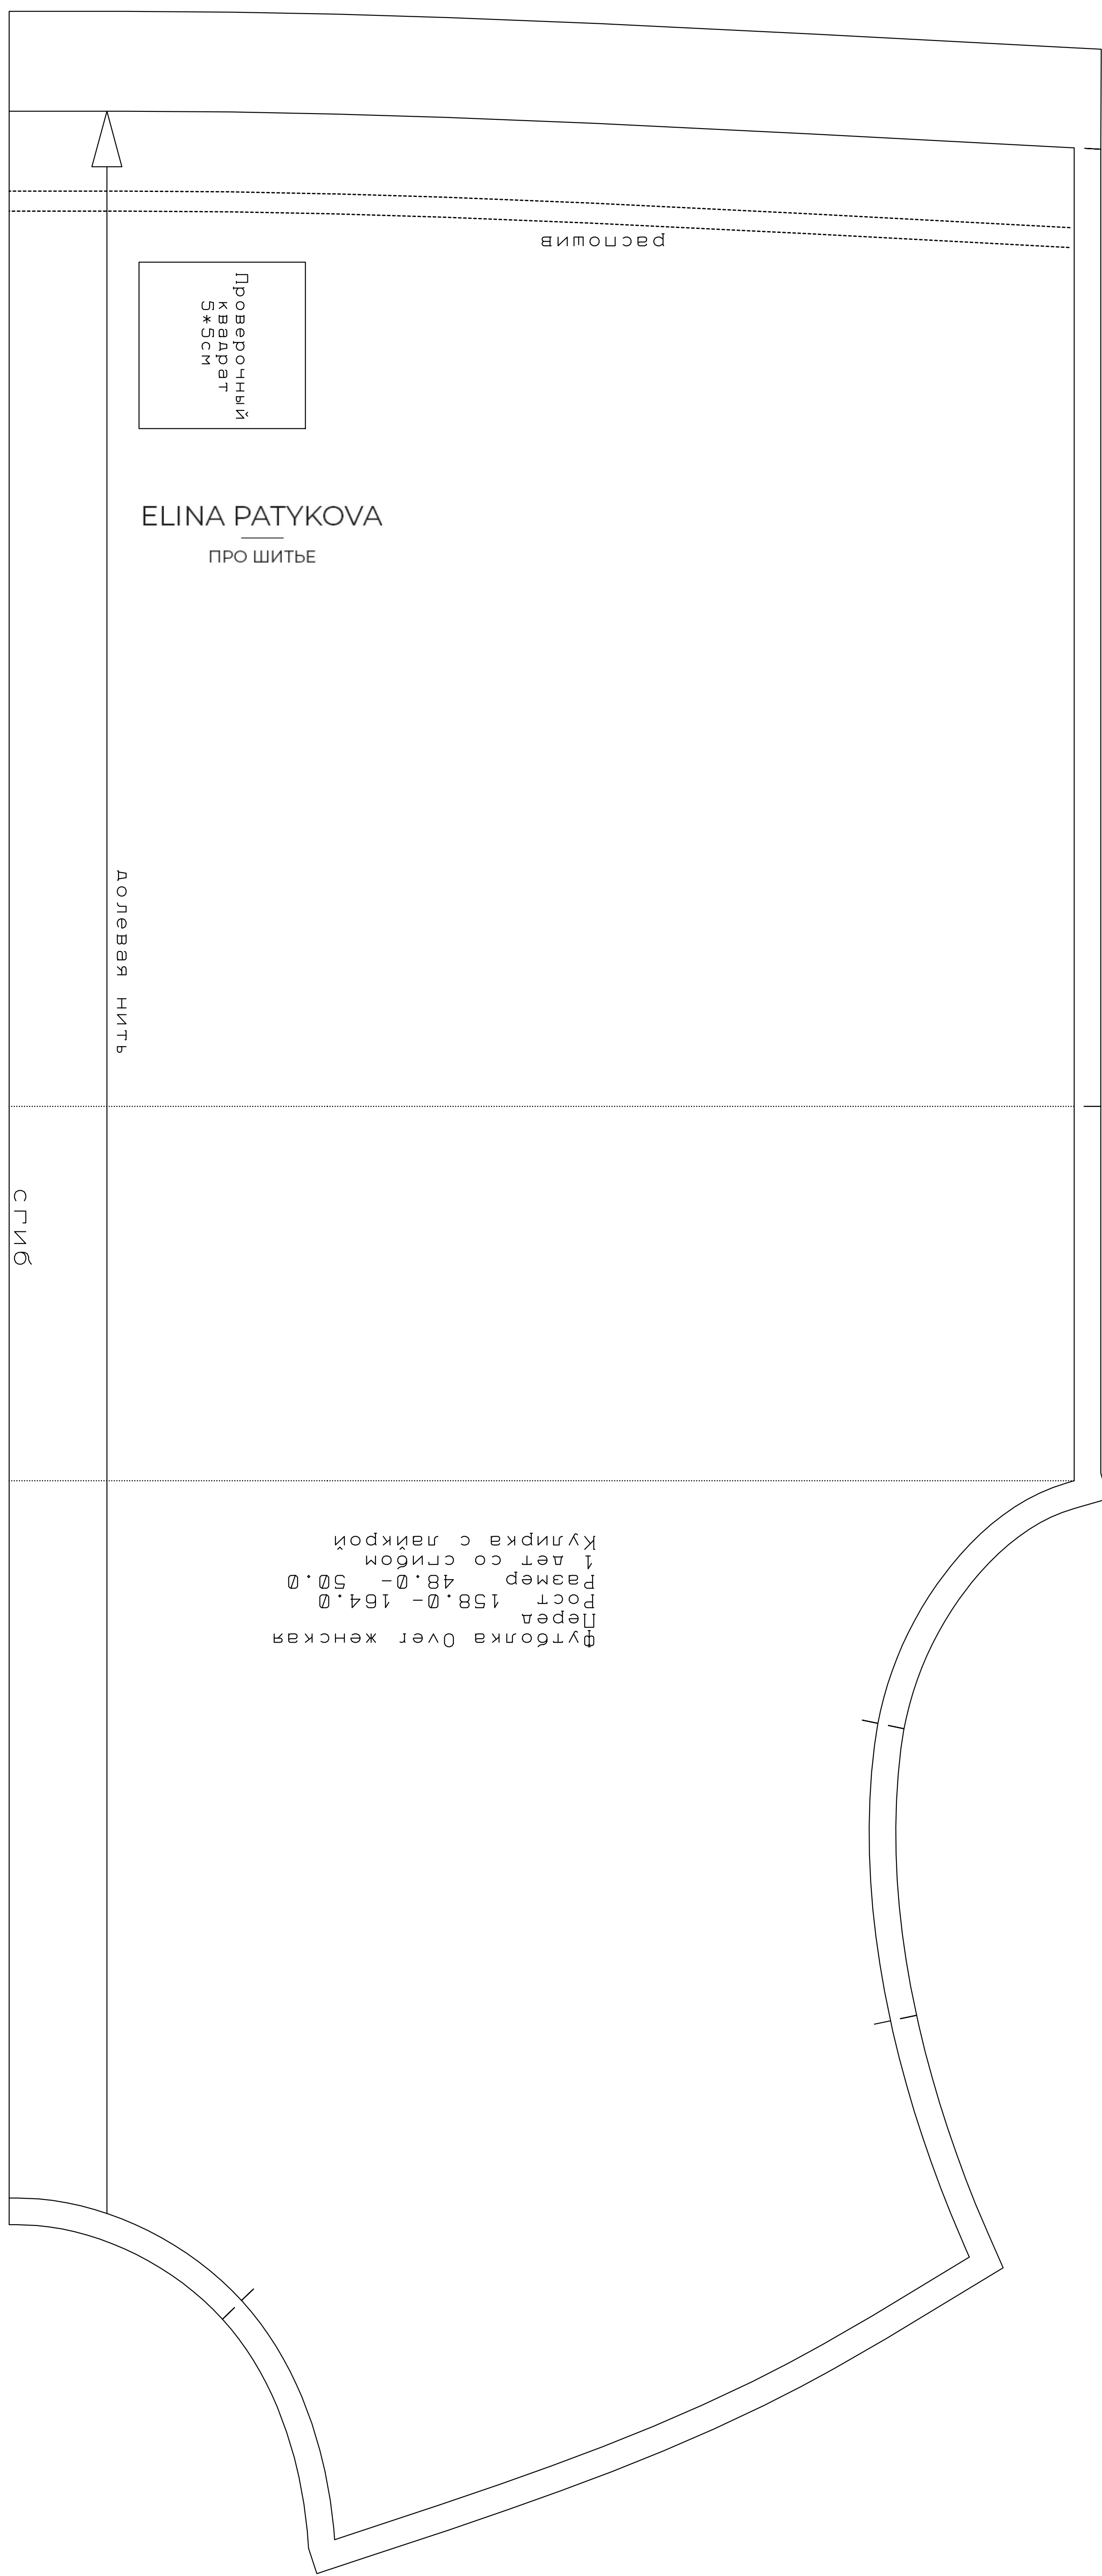 распошив
Проверочный
квадрат
5*5см
ELINA PATYKOVA
ПРО ШИТЬЕ
долевая нить
сгиб
Футболка Over женская
Перед
Рост 158.0- 164.0
Размер 48.0- 50.0
1 дет со сгибом
Кулирка с лайкрой